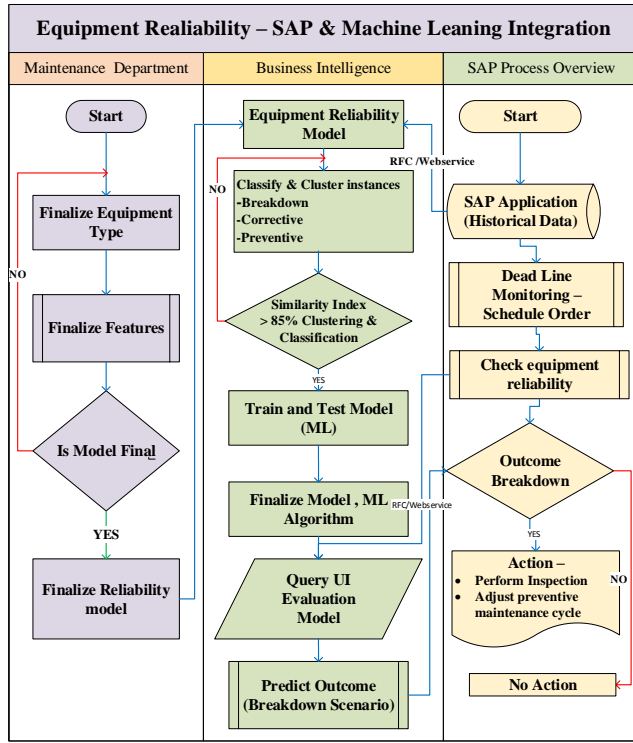 Equipment Realiability – SAP & Machine Leaning Integration
Maintenance Department
Business Intelligence
SAP Process Overview
Start
NO
Finalize Equipment
Type
Finalize Features
Is Model Final
YES
Finalize Reliability
model
Equipment Reliability
Model
NO
Classify & Cluster instances
-Breakdown
-Corrective
-Preventive
Similarity Index
> 85% Clustering &
Classification
YES
Train and Test Model
(ML)
Finalize Model , ML
Algorithm
Query UI
Evaluation
Model
Predict Outcome
(Breakdown Scenario)
Start
RFC /Webservice
SAP Application
(Historical Data)
Dead Line
Monitoring –
Schedule Order
Check equipment
reliability
RFC/Webservice
Outcome
Breakdown
YES
NO
Action –
• Perform Inspection
• Adjust preventive
maintenance cycle
No Action